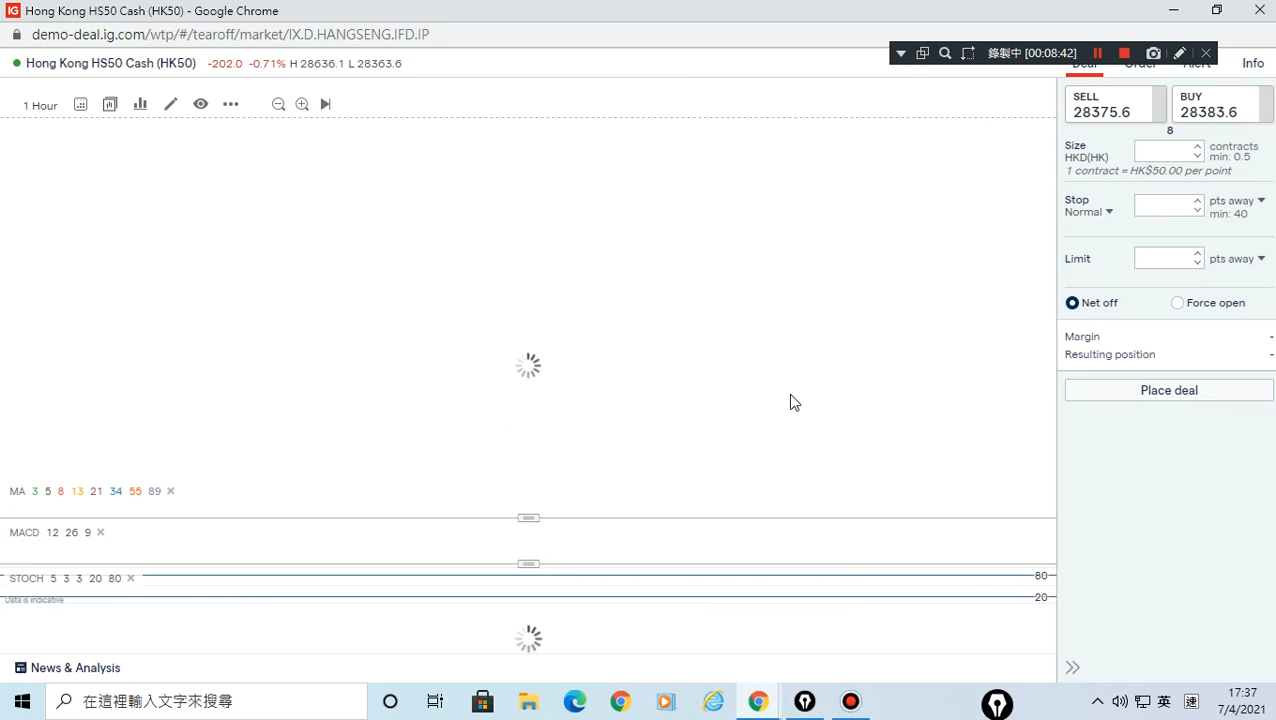 IG Hong Kong HS50 Cash (HK50) - Google Chrome
demo-deal.ig.com/wtp/#/tearoff/market/IX.D.HANGSENG.IFD.IP
Hong Kong HS50 Cash (HK50) -202.0 -0.71% H 28636.1 L 28363.6
錄製中 [00:08:42]
Deal Order Alert Info
1 Hour
SELL 28375.6
BUY 28383.6
8
Size HKD(HK) contracts min: 0.5
1 contract = HK$50.00 per point
Stop Normal pts away min: 40
Limit pts away
Net off Force open
Margin -
Resulting position -
Place deal
MA 3 5 8 13 21 34 55 89
MACD 12 26 9
STOCH 5 3 3 20 80
80
Data is indicative
20
News & Analysis
在這裡輸入文字來搜尋
英
17:37
7/4/2021